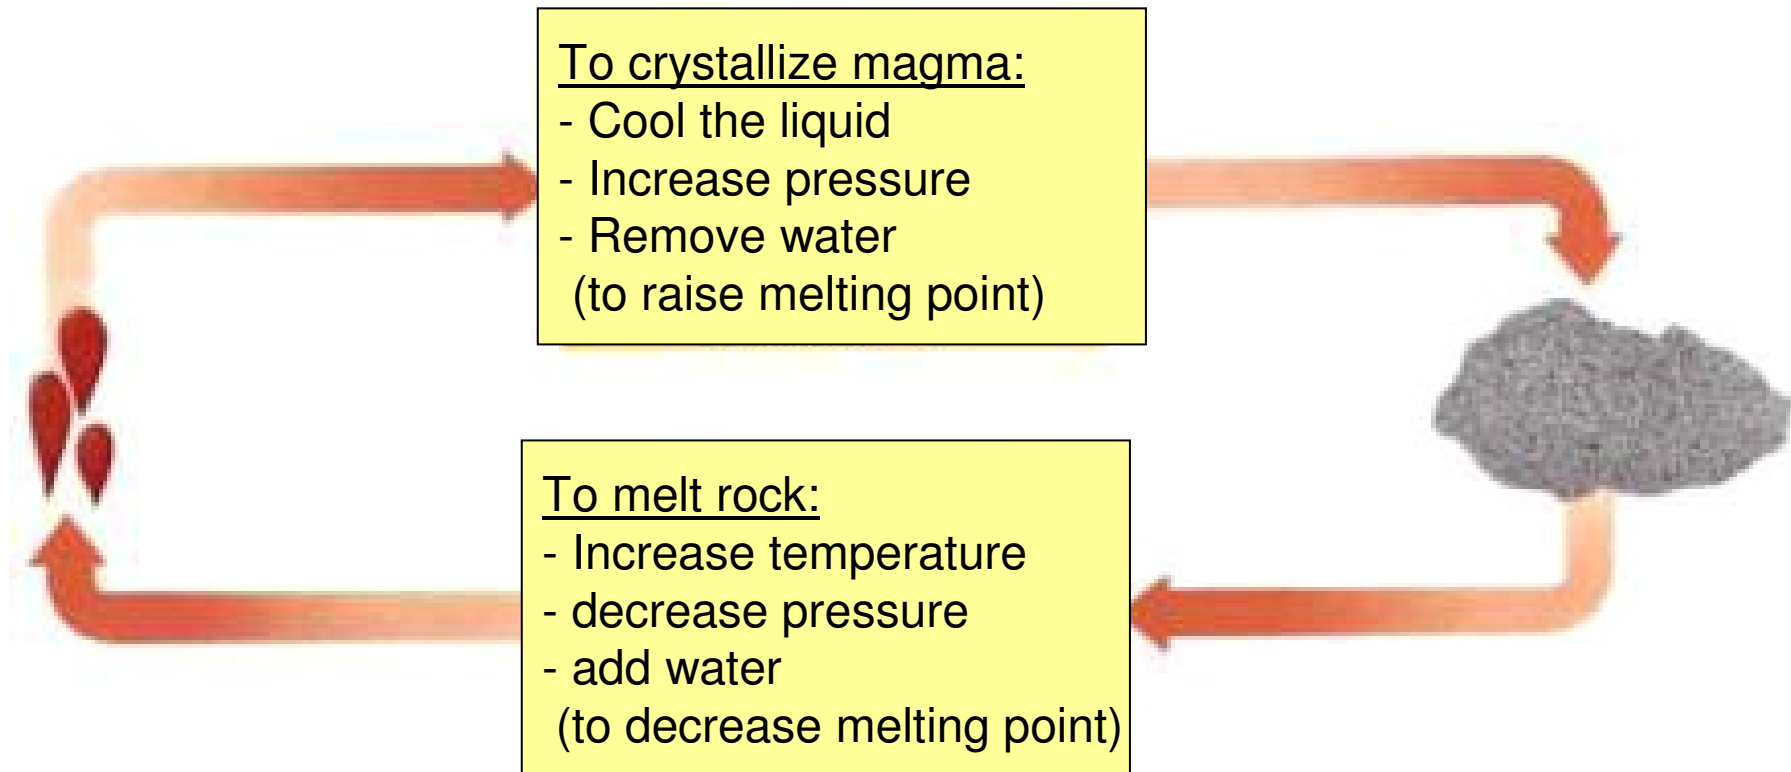 To crystallize magma:
- Cool the liquid
- Increase pressure
- Remove water
(to raise melting point)
To melt rock:
- Increase temperature
- decrease pressure
- add water
(to decrease melting point)